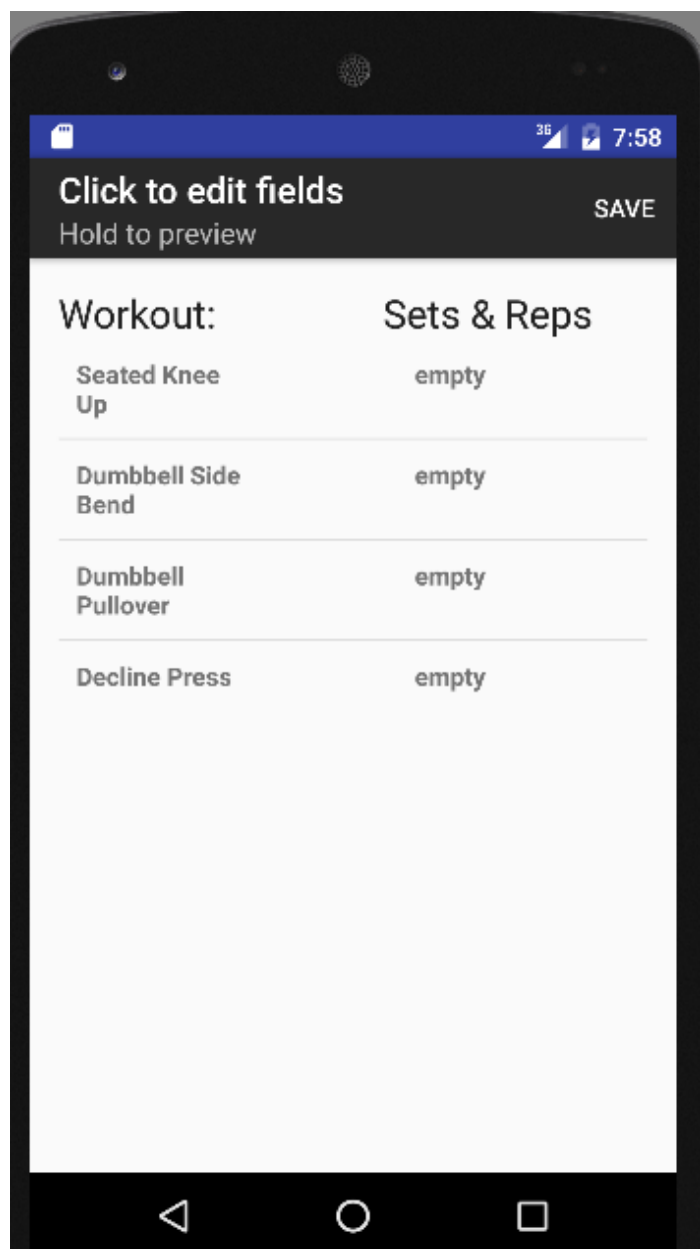 3G 7:58
Click to edit fields
SAVE
Hold to preview
Workout: Sets & Reps
Seated Knee empty
Up
Dumbbell Side empty
Bend
Dumbbell empty
Pullover
Decline Press empty